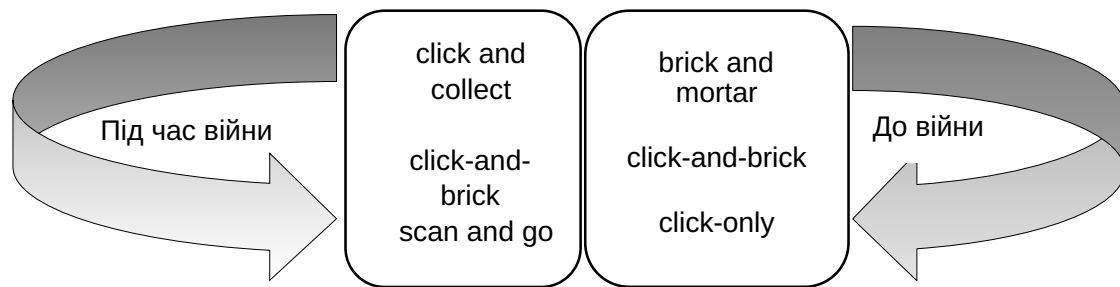 Під час війни
click and
collect
click-and-
brick
scan and go
brick and
mortar
click-and-brick
click-only
До війни